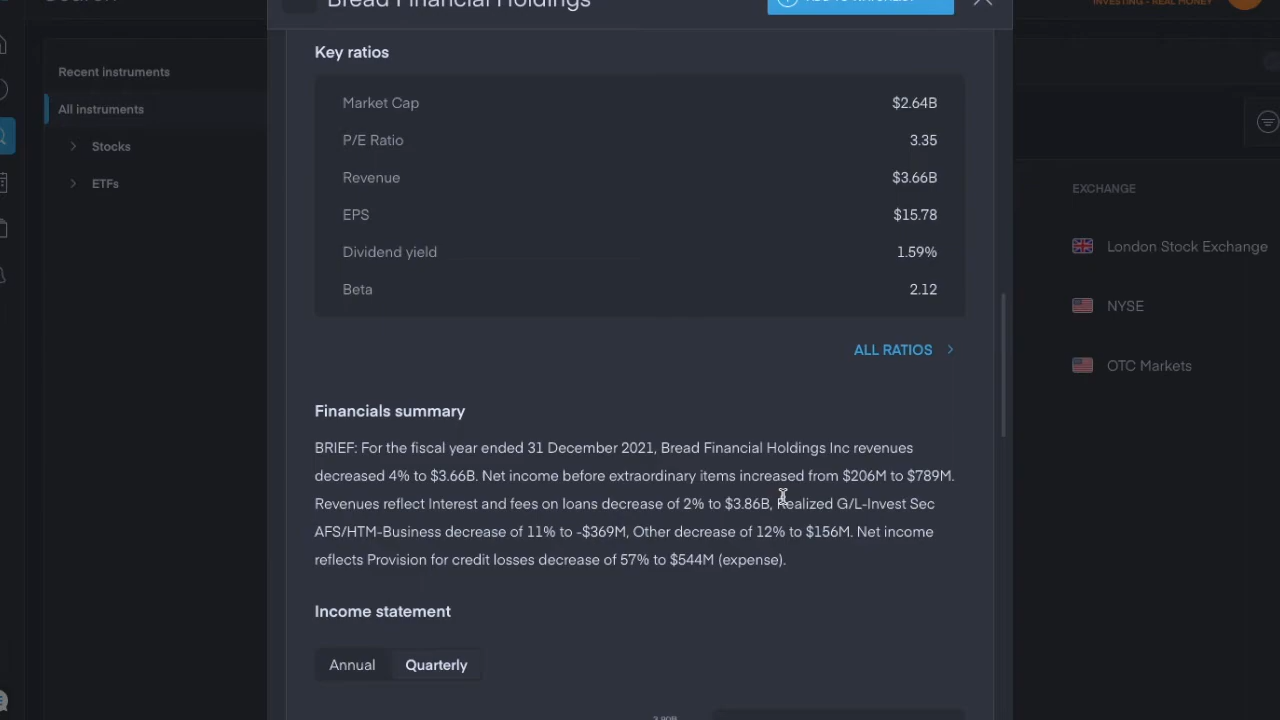 Bread Financial Holdings
INVESTING - REAL MONEY
Key ratios
Recent instruments
All instruments
Stocks
ETFs
Market Cap $2.64B
P/E Ratio 3.35
Revenue $3.66B
EPS $15.78
Dividend yield 1.59%
Beta 2.12
ALL RATIOS
EXCHANGE
London Stock Exchange
NYSE
OTC Markets
Financials summary
BRIEF: For the fiscal year ended 31 December 2021, Bread Financial Holdings Inc revenues
decreased 4% to $3.66B. Net income before extraordinary items increased from $206M to $789M.
Revenues reflect Interest and fees on loans decrease of 2% to $3.86B, Realized G/L-Invest Sec
AFS/HTM-Business decrease of 11% to -$369M, Other decrease of 12% to $156M. Net income
reflects Provision for credit losses decrease of 57% to $544M (expense).
Income statement
Annual Quarterly